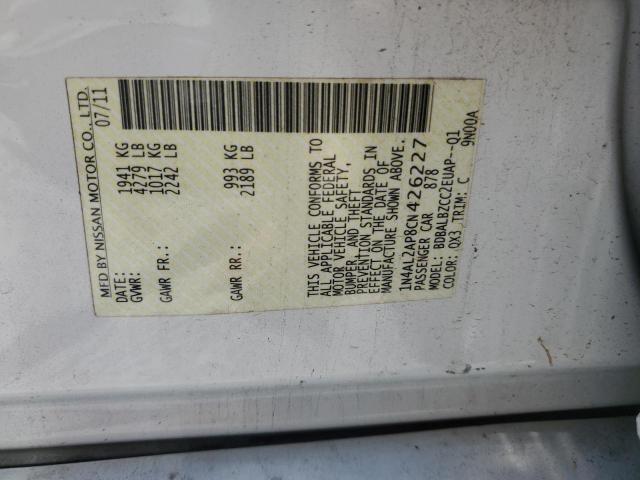 MFD BY NISSAN MOTOR CO., LTD.
DATE: 07/11
GVWR: 1941 KG
4279 LB
GAWR FR: 1017 KG
2242 LB
GAWR RR: 993 KG
2189 LB
THIS VEHICLE CONFORMS TO
ALL APPLICABLE FEDERAL
MOTOR VEHICLE SAFETY,
BUMPER, AND THEFT
PREVENTION STANDARDS IN
EFFECT ON THE DATE OF
MANUFACTURE SHOWN ABOVE.
1N4AL2AP8CN426227
PASSENGER CAR 878
MODEL: BDBALBZCC2EUAP--Q1
COLOR: QX3 TRIM: C 9N00A